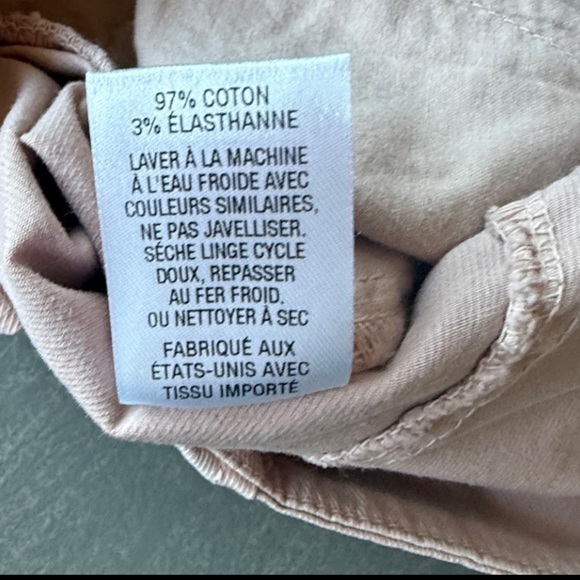 97% COTON
3% ÉLASTHANNE
LAVER À LA MACHINE
À L'EAU FROIDE AVEC
COULEURS SIMILAIRES,
NE PAS JAVELLISER.
SÉCHE LINGE CYCLE
DOUX, REPASSER
AU FER FROID.
OU NETTOYER À SEC
FABRIQUÉ AUX
ÉTATS-UNIS AVEC
TISSU IMPORTÉ